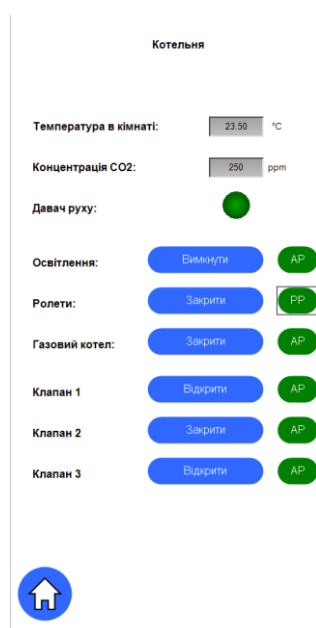 Котельня
Температура в кімнаті: 23.50 °C
Концентрація СО2: 250 ppm
Давач руху:
Освітлення: Вимкнути АР
Ролети: Закрити РР
Газовий котел: Закрити АР
Клапан 1 Відкрити АР
Клапан 2 Закрити АР
Клапан 3 Відкрити АР